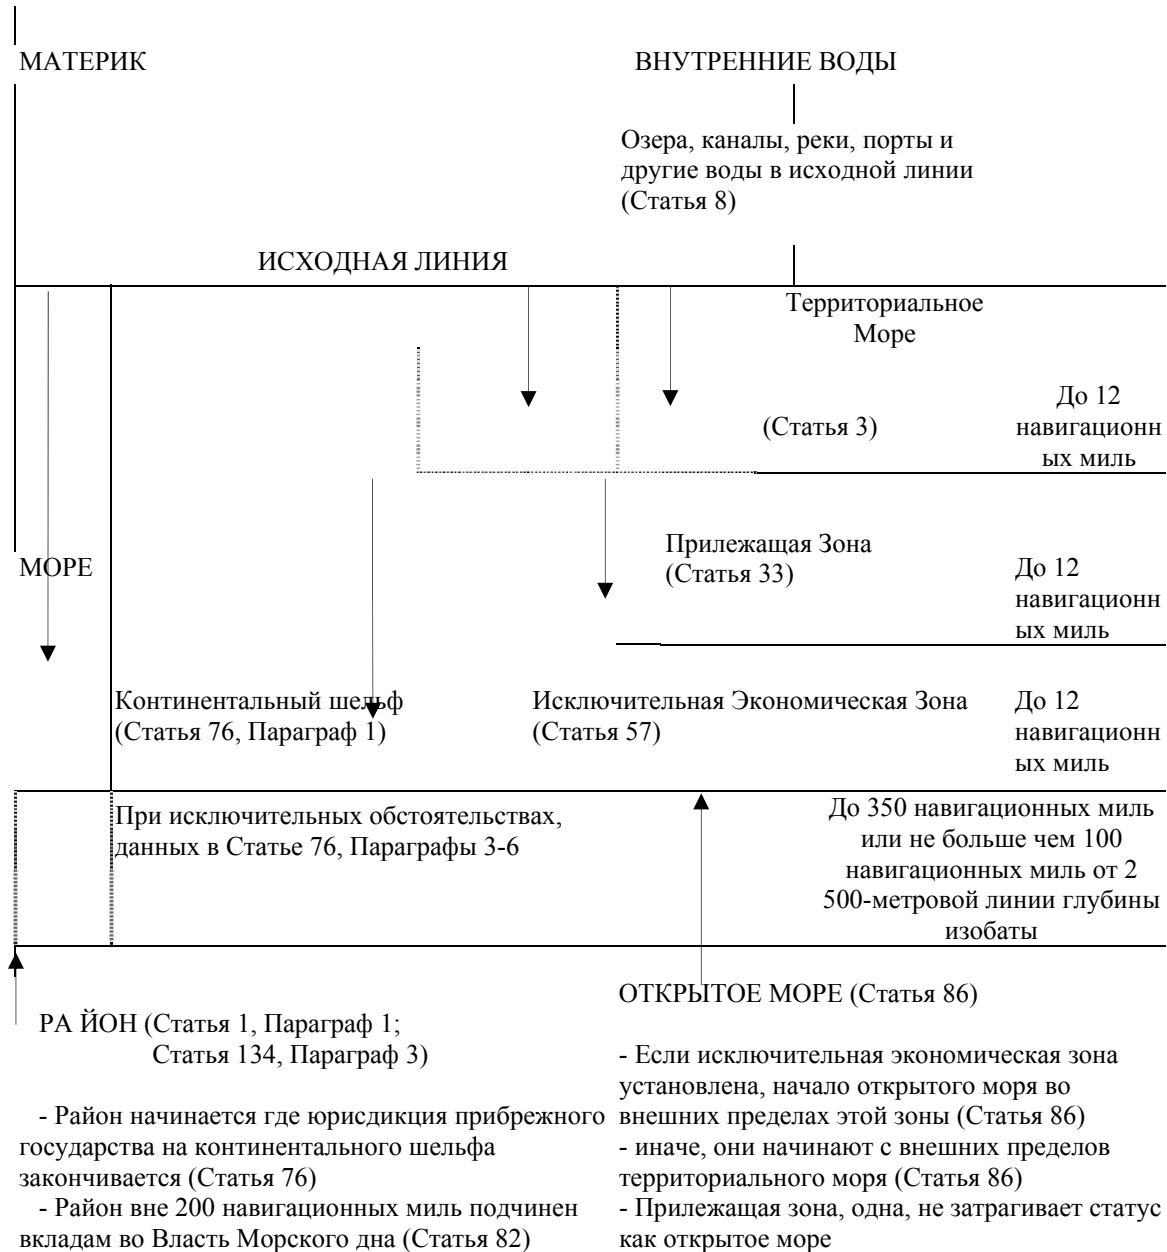 МАТЕРИК
ВНУТРЕННИЕ ВОДЫ
Озера, каналы, реки, порты и
другие воды в исходной линии
(Статья 8)
ИСХОДНАЯ ЛИНИЯ
Территориальное
Море
(Статья 3)
До 12
навигационн
ых миль
МОРЕ
Прилежащая Зона
(Статья 33)
До 12
навигационн
ых миль
Континентальный шельф
(Статья 76, Параграф 1)
Исключительная Экономическая Зона
(Статья 57)
До 12
навигационн
ых миль
При исключительных обстоятельствах,
данных в Статье 76, Параграфы 3-6
До 350 навигационных миль
или не больше чем 100
навигационных миль от 2
500-метровой линии глубины
изобаты
РА ЙОН (Статья 1, Параграф 1;
Статья 134, Параграф 3)
- Район начинается где юрисдикция прибрежного
государства на континентального шельфа
закончивается (Статья 76)
- Район вне 200 навигационных миль подчинен
вкладам во Власть Морского дна (Статья 82)
ОТКРЫТОЕ МОРЕ (Статья 86)
- Если исключительная экономическая зона
установлена, начало открытого моря во
внешних пределах этой зоны (Статья 86)
- иначе, они начинают с внешних пределов
территориального моря (Статья 86)
- Прилежащая зона, одна, не затрагивает статус
как открытое море